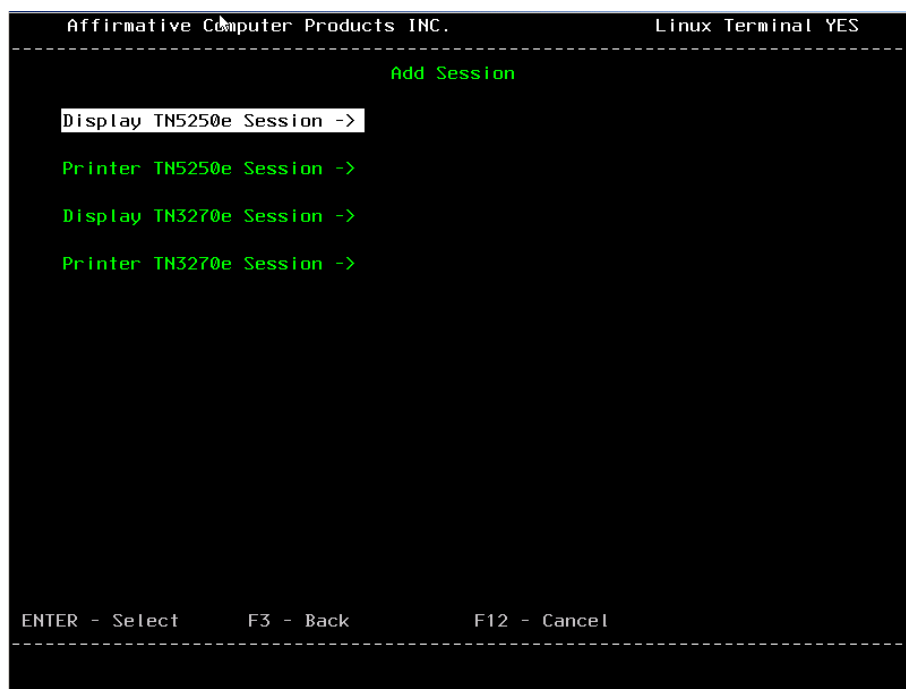 Affirmative Computer Products INC. Linux Terminal YES
Add Session
Display TN5250e Session ->
Printer TN5250e Session ->
Display TN3270e Session ->
Printer TN3270e Session ->
ENTER - Select F3 - Back F12 - Cancel